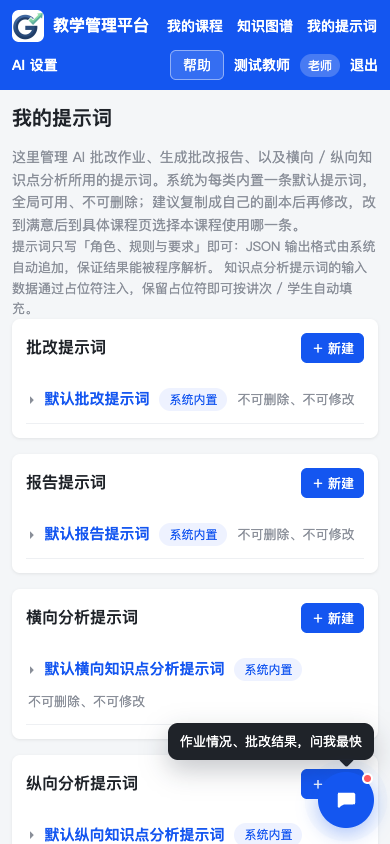 教学管理平台 我的课程 知识图谱 我的提示词
AI 设置 帮助 测试教师 老师 退出
我的提示词
这里管理 AI 批改作业、生成批改报告、以及横向 / 纵向知
识点分析所用的提示词。系统为每类内置一条默认提示词，
全局可用、不可删除；建议复制成自己的副本后再修改，改
到满意后到具体课程页选择本课程使用哪一条。
提示词只写「角色、规则与要求」即可：JSON 输出格式由系统
自动追加，保证结果能被程序解析。 知识点分析提示词的输入
数据通过占位符注入，保留占位符即可按讲次 / 学生自动填
充。
批改提示词 + 新建
默认批改提示词 系统内置 不可删除、不可修改
报告提示词 + 新建
默认报告提示词 系统内置 不可删除、不可修改
横向分析提示词 + 新建
默认横向知识点分析提示词 系统内置
不可删除、不可修改
作业情况、批改结果，问我最快
纵向分析提示词 +
默认纵向知识点分析提示词 系统内置